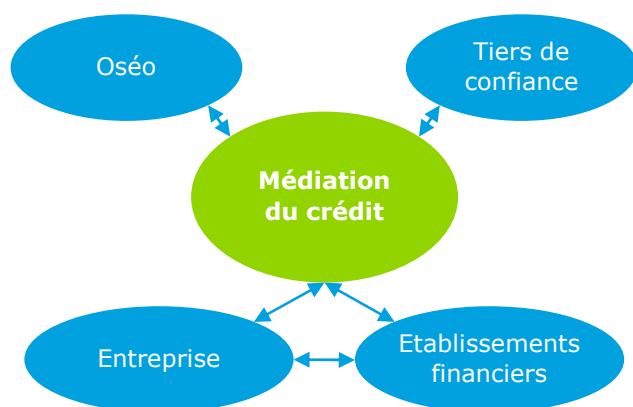 Oséo
Tiers de
confiance
Médiation
du crédit
Entreprise
Etablissements
financiers